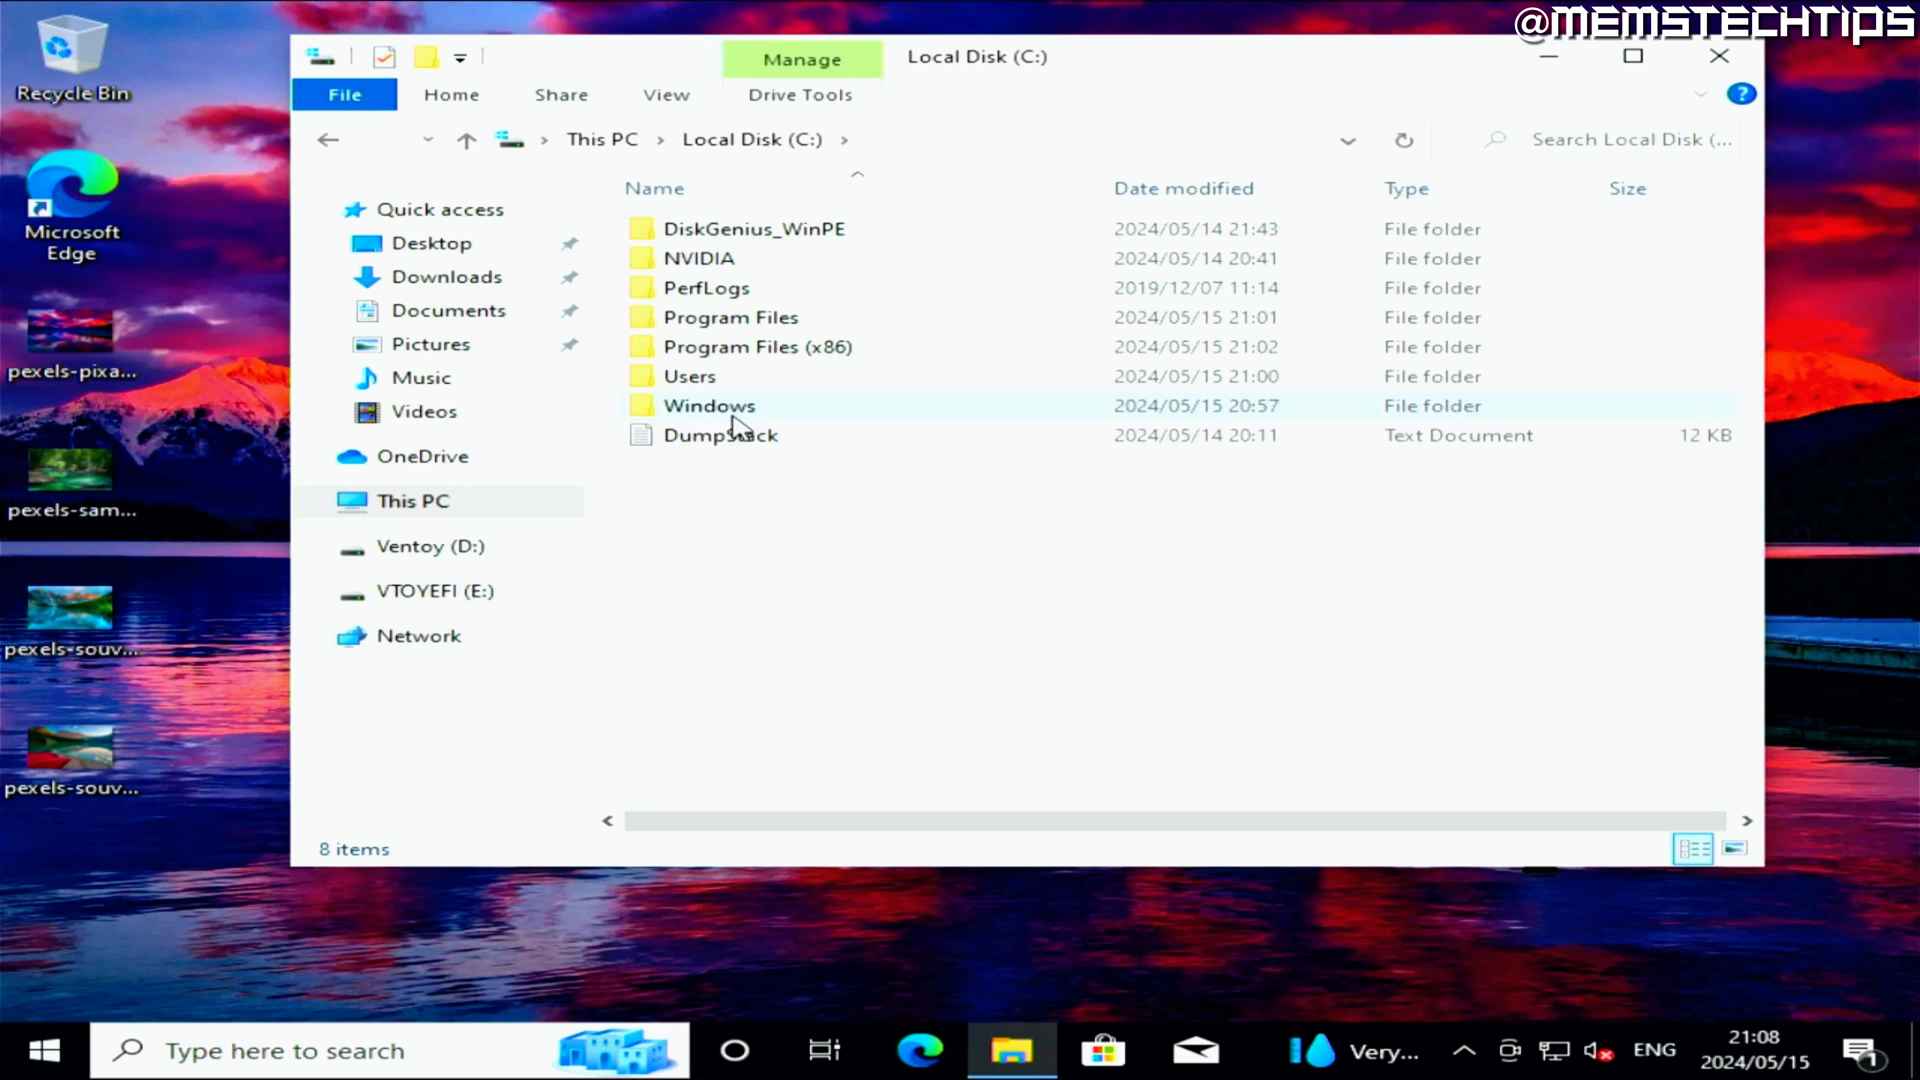 @MEMSTECHTIPS
Recycle Bin
Microsoft
Edge
pexels-pixa...
pexels-sam...
pexels-souv...
pexels-souv...
Manage
Local Disk (C:)
File
Home
Share
View
Drive Tools
This PC
Local Disk (C:)
Search Local Disk (...
Quick access
Desktop
Downloads
Documents
Pictures
Music
Videos
OneDrive
This PC
Ventoy (D:)
VTOYEFI (E:)
Network
Name Date modified Type Size
DiskGenius_WinPE 2024/05/14 21:43 File folder
NVIDIA 2024/05/14 20:41 File folder
PerfLogs 2019/12/07 11:14 File folder
Program Files 2024/05/15 21:01 File folder
Program Files (x86) 2024/05/15 21:02 File folder
Users 2024/05/15 21:00 File folder
Windows 2024/05/15 20:57 File folder
DumpStack 2024/05/14 20:11 Text Document 12 KB
8 items
Type here to search
Very...
ENG
21:08
2024/05/15
1